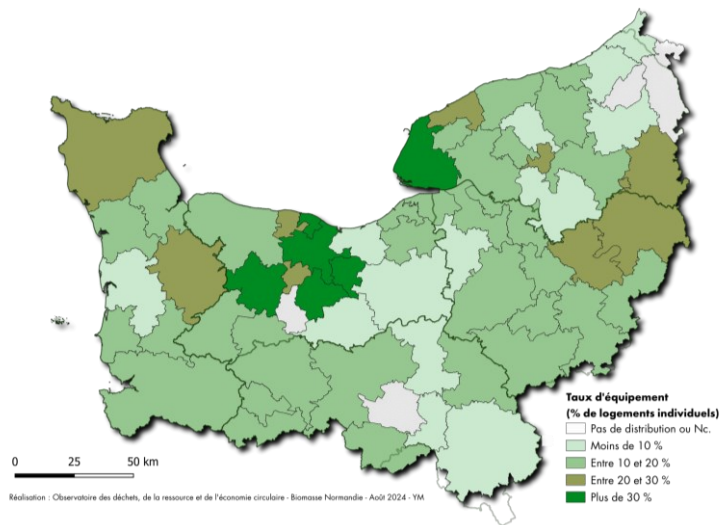 Taux d'équipement
(% de logements individuels)
Pas de distribution ou Nc.
Moins de 10 %
Entre 10 et 20 %
Entre 20 et 30 %
Plus de 30 %
0 25 50 km
Réalisation : Observatoire des déchets, de la ressource et de l'économie circulaire - Biomasse Normandie - Août 2024 - YM